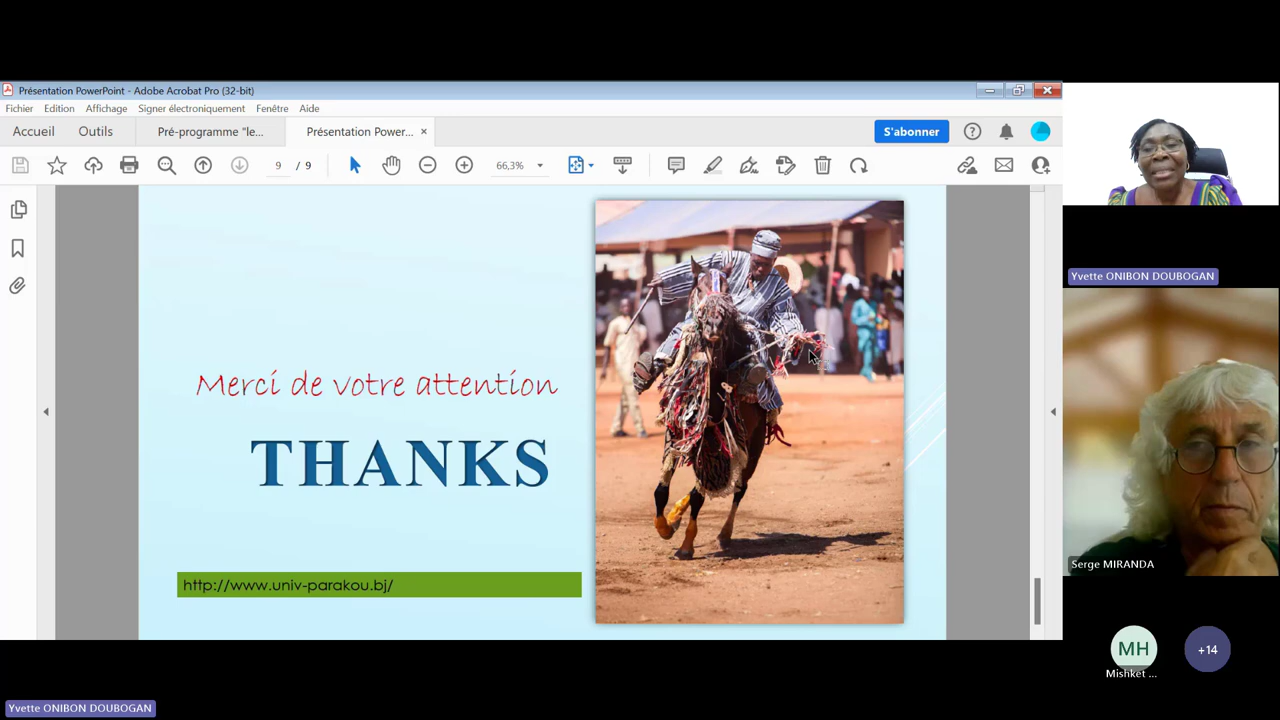 Présentation PowerPoint - Adobe Acrobat Pro (32-bit)
Fichier Edition Affichage Signer électroniquement Fenêtre Aide
Accueil Outils Pré-programme "le... Présentation Power... × S'abonner
9 / 9 66,3%
Merci de votre attention
THANKS
http://www.univ-parakou.bj/
Yvette ONIBON DOUBOGAN
Serge MIRANDA
MH +14
Mishket ...
Yvette ONIBON DOUBOGAN